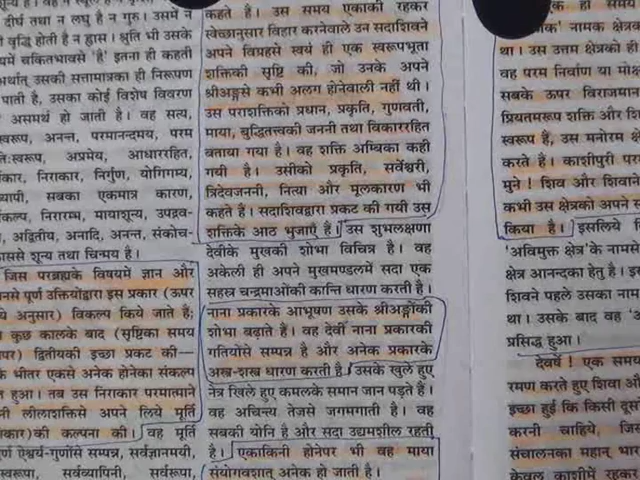 दीर्घ तथा न लघु है न गुरु। उसमें न
वृद्धि होती है न ह्रास। श्रुति भी उसके
चकितभावसे 'है' इतना ही कहती
अर्थात् उसकी सत्तामात्रका ही निरूपण
पाती है, उसका कोई विशेष विवरण
असमर्थ हो जाती है। वह सत्य,
स्वरूप, अनन्त, परमानन्दमय, परम
अप्रमेय, आधाररहित,
निराकार, निर्गुण, योगिगम्य,
सबका एकमात्र कारण,
निरारम्भ, मायाशून्य, उपद्रव-
अद्वितीय, अनादि, अनन्त, संकोच-
शून्य तथा चिन्मय है।
जिस परब्रह्मके विषयमें ज्ञान और
पूर्ण उक्तियोंद्वारा इस प्रकार (ऊपर
अनुसार) विकल्प किये जाते हैं;
कुछ कालके बाद (सृष्टिका समय
द्वितीयकी इच्छा प्रकट की—
भीतर एकसे अनेक होनेका संकल्प
हुआ। तब उस निराकार परमात्माने
लीलाशक्तिसे अपने लिये मूर्ति
की कल्पना की। वह मूर्ति
ऐश्वर्य-गुणोंसे सम्पन्न, सर्वज्ञानमयी,
सर्वव्यापिनी, सर्वरूपा,
कहते हैं। उस समय एकाकी रहकर
स्वेच्छानुसार विहार करनेवाले उन सदाशिवने
अपने विग्रहसे स्वयं ही एक स्वरूपभूता
शक्तिकी सृष्टि की, जो उनके अपने
श्रीअङ्गसे कभी अलग होनेवाली नहीं थी।
उस पराशक्तिको प्रधान, प्रकृति, गुणवती,
माया, बुद्धितत्त्वकी जननी तथा विकाररहित
बताया गया है। वह शक्ति अम्बिका कही
गयी है। उसीको प्रकृति, सर्वेश्वरी,
त्रिदेवजननी, नित्या और मूलकारण भी
कहते हैं। सदाशिवद्वारा प्रकट की गयी उस
शक्तिके आठ भुजाएँ हैं। उस शुभलक्षणा
देवीके मुखकी शोभा विचित्र है। वह
अकेली ही अपने मुखमण्डलमें सदा एक
सहस्र चन्द्रमाओंकी कान्ति धारण करती है।
नाना प्रकारके आभूषण उसके श्रीअङ्गोंकी
शोभा बढ़ाते हैं। वह देवी नाना प्रकारकी
गतियोंसे सम्पन्न है और अनेक प्रकारके
अस्त्र-शस्त्र धारण करती है। उसके खुले हुए
नेत्र खिले हुए कमलके समान जान पड़ते हैं।
वह अचिन्त्य तेजसे जगमगाती है। वह
सबकी योनि है और सदा उद्यमशील रहती
है। एकाकिनी होनेपर भी वह माया
संयोगवशात् अनेक हो जाती है।
नामक क्षेत्रक
था। उस उत्तम क्षेत्रको ही
वह परम निर्वाण या मोक्ष
सबके ऊपर विराजमान
प्रियतमरूप शक्ति और शि
स्वरूप हैं, उस मनोरम क्षे
करते हैं। काशीपुरी पर
मुने! शिव और शिवाने
कभी उस क्षेत्रको अपने स
किया है। इसलिये वि
'अविमुक्त क्षेत्र'के नामसे
क्षेत्र आनन्दका हेतु है। इस
शिवने पहले उसका नाम
था। उसके बाद वह 'अ
प्रसिद्ध हुआ।
देवर्षे! एक समय
रमण करते हुए शिवा और
इच्छा हुई कि किसी दूस
करनी चाहिये, जिस
संचालनका महान् भार
केवल काशीमें रहकर